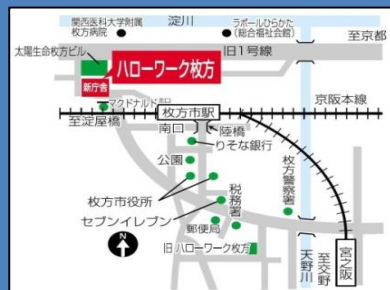 淀川
関西医科大学附属
枚方病院
ラポールひらかた
(総合福祉会館)
至京都
旧1号線
太陽生命枚方ビル
ハローワーク枚方
新庁舎
マクドナルド
京阪本線
至淀屋橋
枚方市駅
南口
陸橋
りそな銀行
公園
枚方市役所
セブンイレブン
税務署
枚方警察署
郵便局
旧ハローワーク枚方
天野川
至交野
宮之阪
N